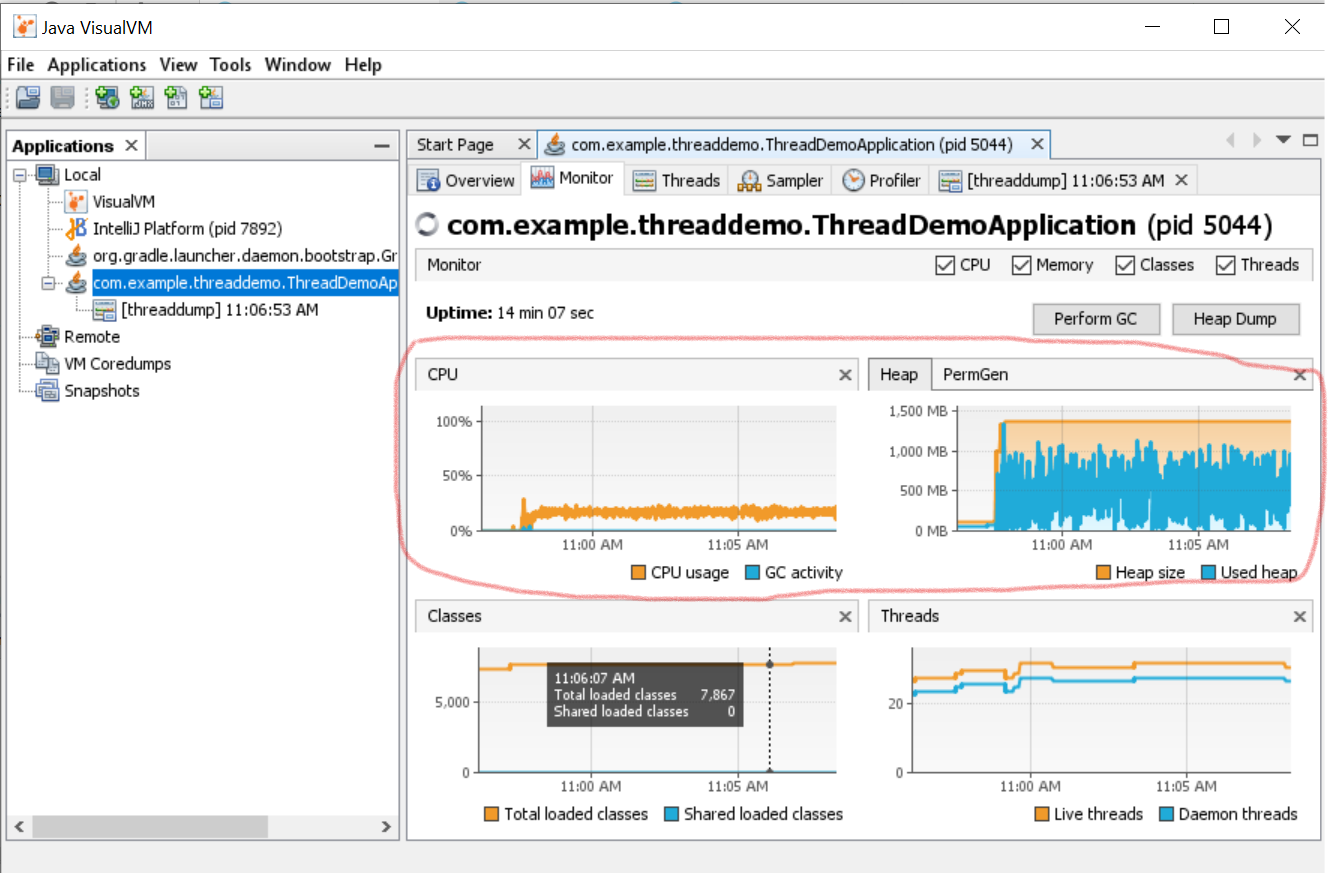 Java VisualVM
File Applications View Tools Window Help
Applications
Local
VisualVM
IntelliJ Platform (pid 7892)
org.gradle.launcher.daemon.bootstrap.Gr
com.example.threaddemo.ThreadDemoAp
[threaddump] 11:06:53 AM
Remote
VM Coredumps
Snapshots
Start Page com.example.threaddemo.ThreadDemoApplication (pid 5044)
Overview Monitor Threads Sampler Profiler [threaddump] 11:06:53 AM
com.example.threaddemo.ThreadDemoApplication (pid 5044)
Monitor CPU Memory Classes Threads
Uptime: 14 min 07 sec
Perform GC Heap Dump
CPU
100%
50%
0%
11:00 AM 11:05 AM
CPU usage GC activity
Heap PermGen
1,500 MB
1,000 MB
500 MB
0 MB
11:00 AM 11:05 AM
Heap size Used heap
Classes
5,000
0
11:06:07 AM
Total loaded classes 7,867
Shared loaded classes 0
11:00 AM 11:05 AM
Total loaded classes Shared loaded classes
Threads
20
0
11:00 AM 11:05 AM
Live threads Daemon threads